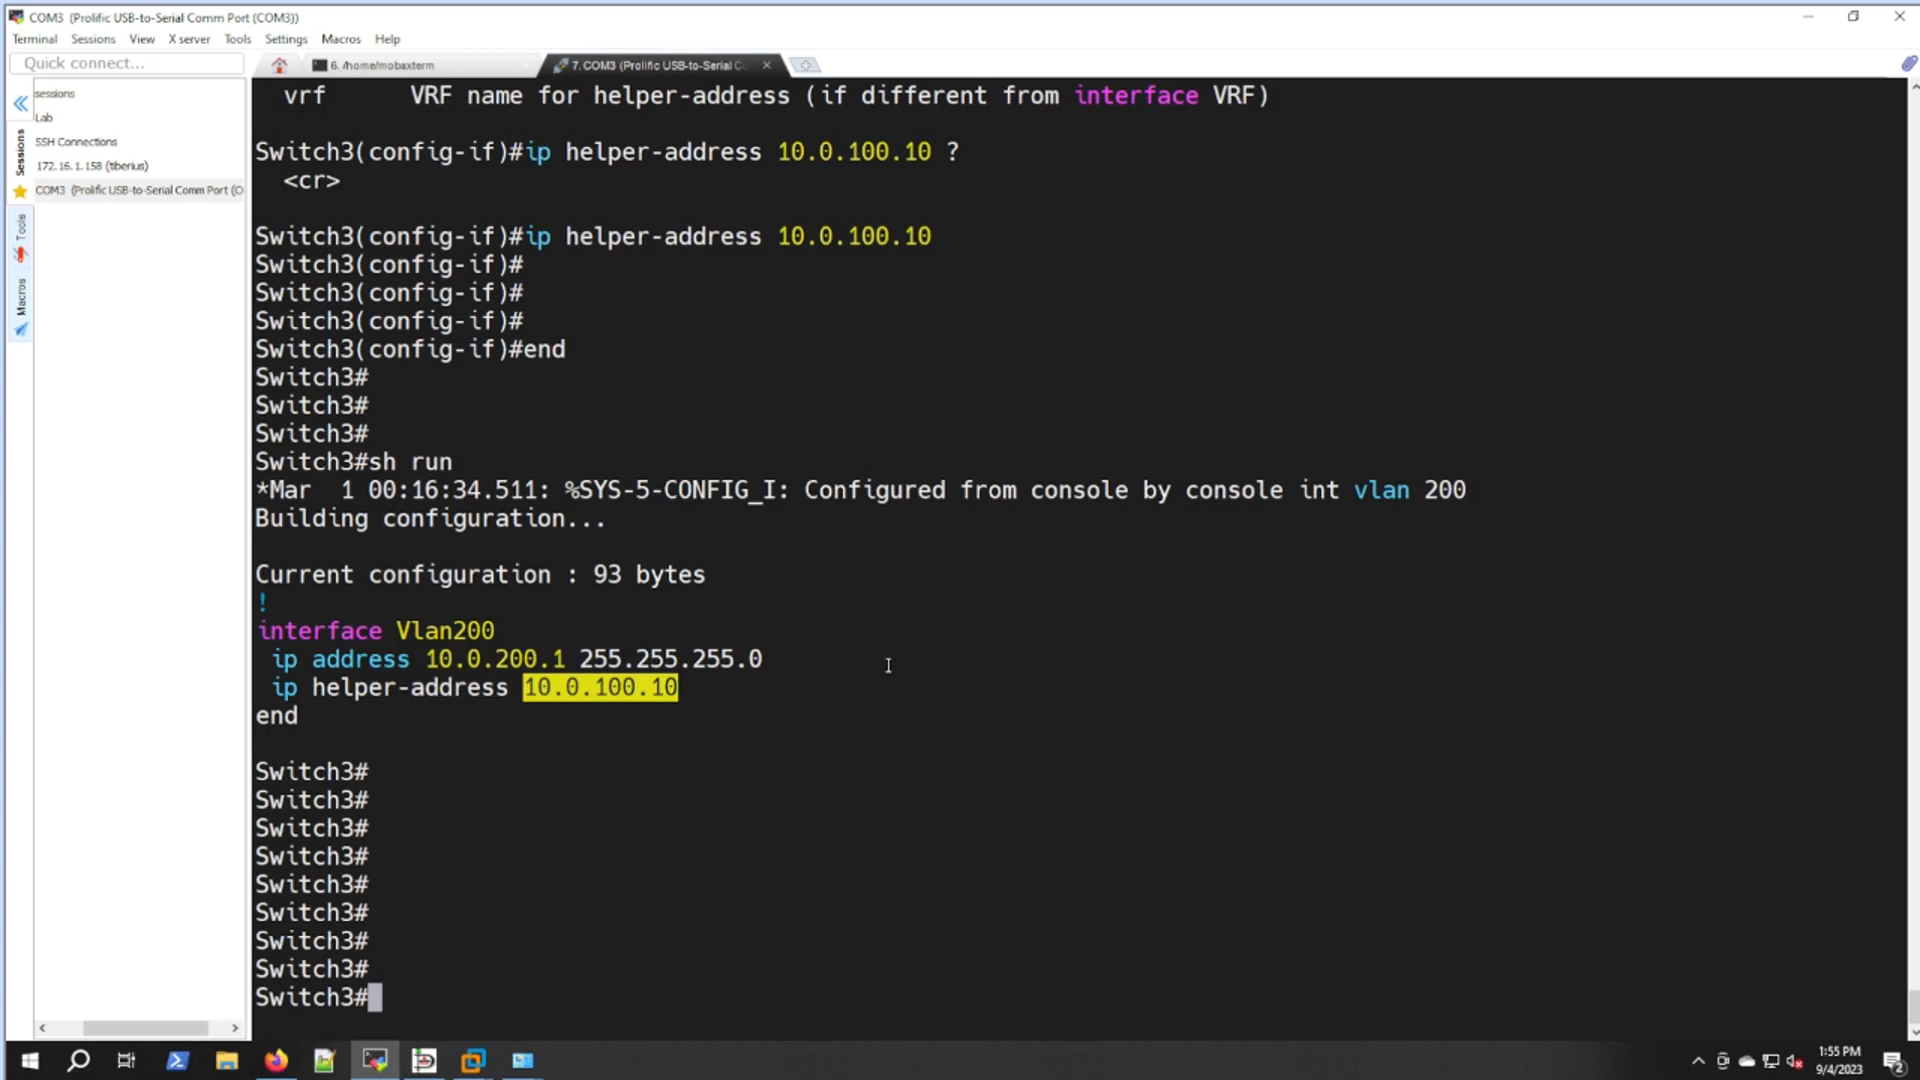 COM3 (Prolific USB-to-Serial Comm Port (COM3))
Terminal Sessions View X server Tools Settings Macros Help
Quick connect...
6. /home/mobaxterm
7. COM3 (Prolific USB-to-Serial Co
sessions
Lab
SSH Connections
172.16.1.158 (tiberius)
COM3 (Prolific USB-to-Serial Comm Port (O
Sessions
Tools
Macros
vrf VRF name for helper-address (if different from interface VRF)
Switch3(config-if)#ip helper-address 10.0.100.10 ?
<cr>
Switch3(config-if)#ip helper-address 10.0.100.10
Switch3(config-if)#
Switch3(config-if)#
Switch3(config-if)#
Switch3(config-if)#end
Switch3#
Switch3#
Switch3#
Switch3#sh run
*Mar 1 00:16:34.511: %SYS-5-CONFIG_I: Configured from console by console int vlan 200
Building configuration...
Current configuration : 93 bytes
!
interface Vlan200
ip address 10.0.200.1 255.255.255.0
ip helper-address 10.0.100.10
end
Switch3#
Switch3#
Switch3#
Switch3#
Switch3#
Switch3#
Switch3#
Switch3#
Switch3#
1:55 PM
9/4/2023
2